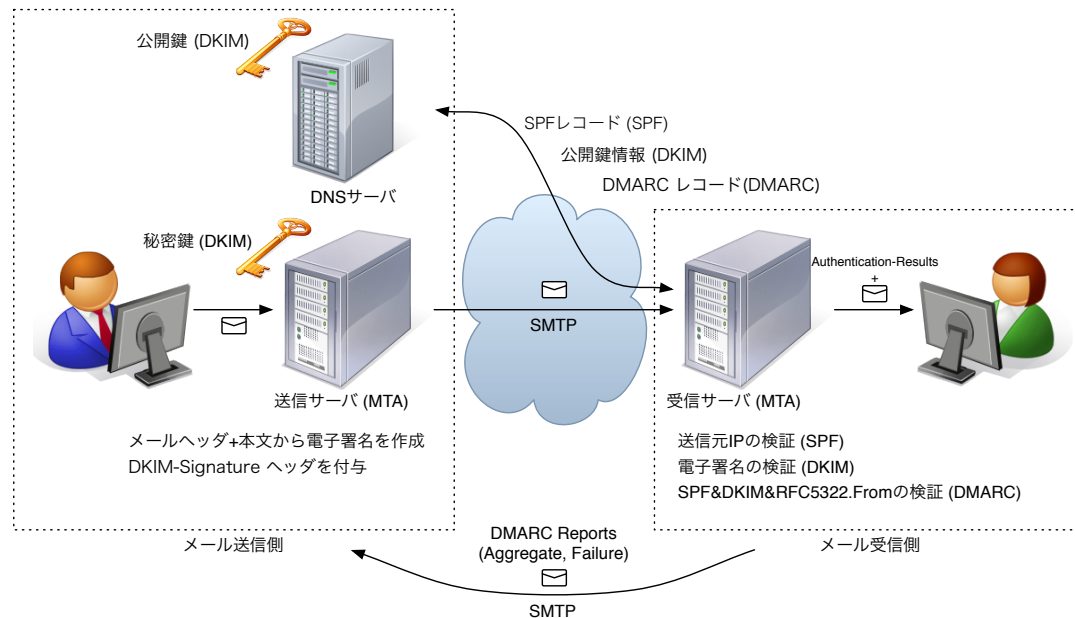 公開鍵 (DKIM)
DNSサーバ
SPFレコード (SPF)
公開鍵情報 (DKIM)
DMARC レコード(DMARC)
秘密鍵 (DKIM)
送信サーバ (MTA)
メールヘッダ+本文から電子署名を作成
DKIM-Signature ヘッダを付与
メール送信側
SMTP
Authentication-Results
+
受信サーバ (MTA)
送信元IPの検証 (SPF)
電子署名の検証 (DKIM)
SPF&DKIM&RFC5322.Fromの検証 (DMARC)
メール受信側
DMARC Reports
(Aggregate, Failure)
SMTP